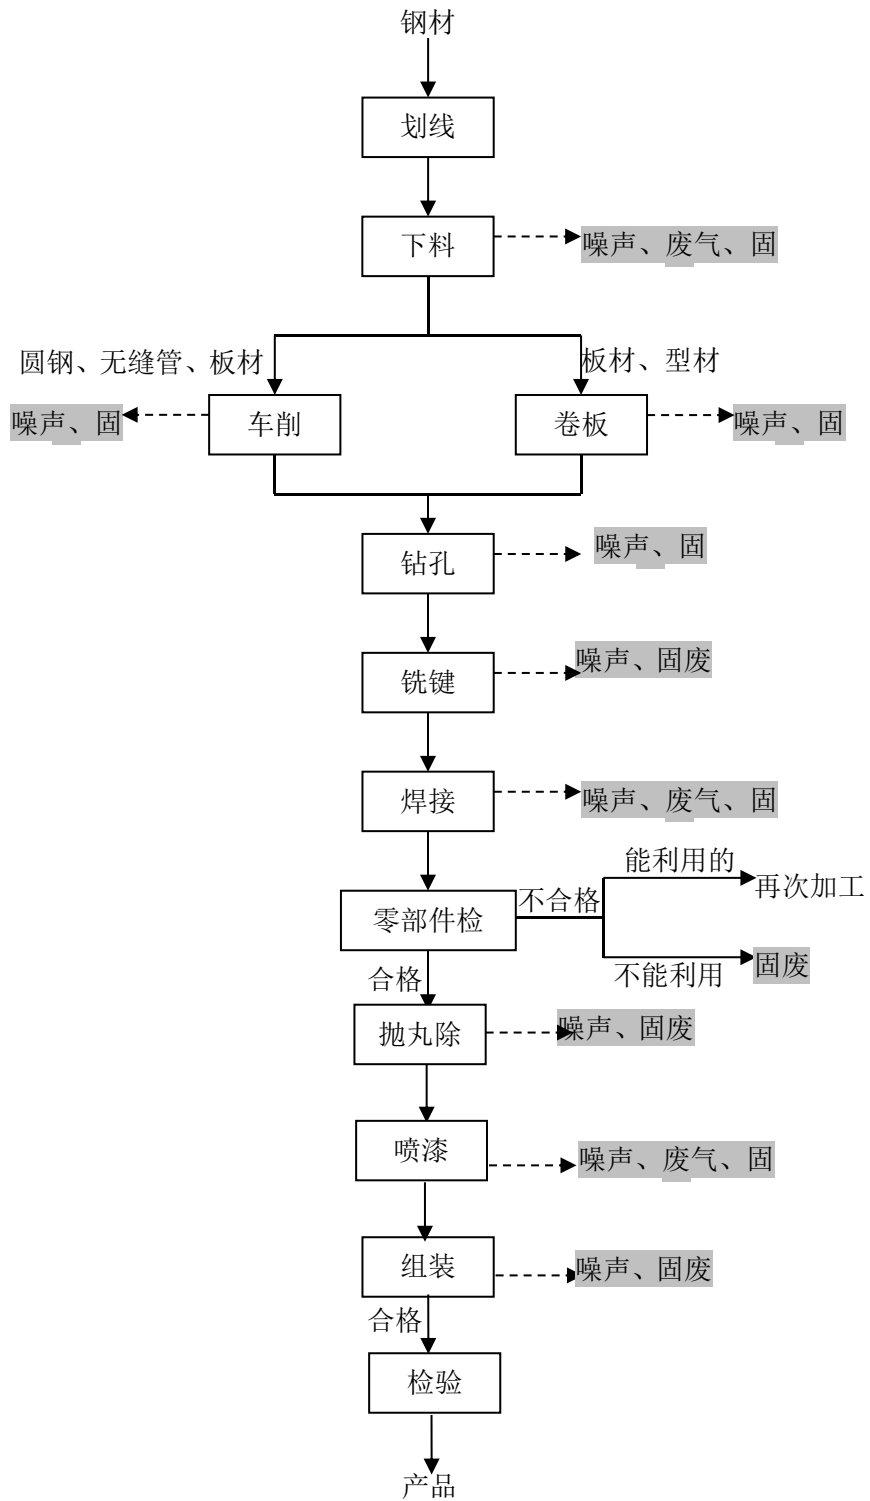 钢材
划线
下料
噪声、废气、固
圆钢、无缝管、板材
板材、型材
噪声、固
车削
卷板
噪声、固
钻孔
噪声、固
铣键
噪声、固废
焊接
噪声、废气、固
能利用的
再次加工
不合格
零部件检
不能利用
固废
合格
抛丸除
噪声、固废
喷漆
噪声、废气、固
组装
噪声、固废
合格
检验
产品